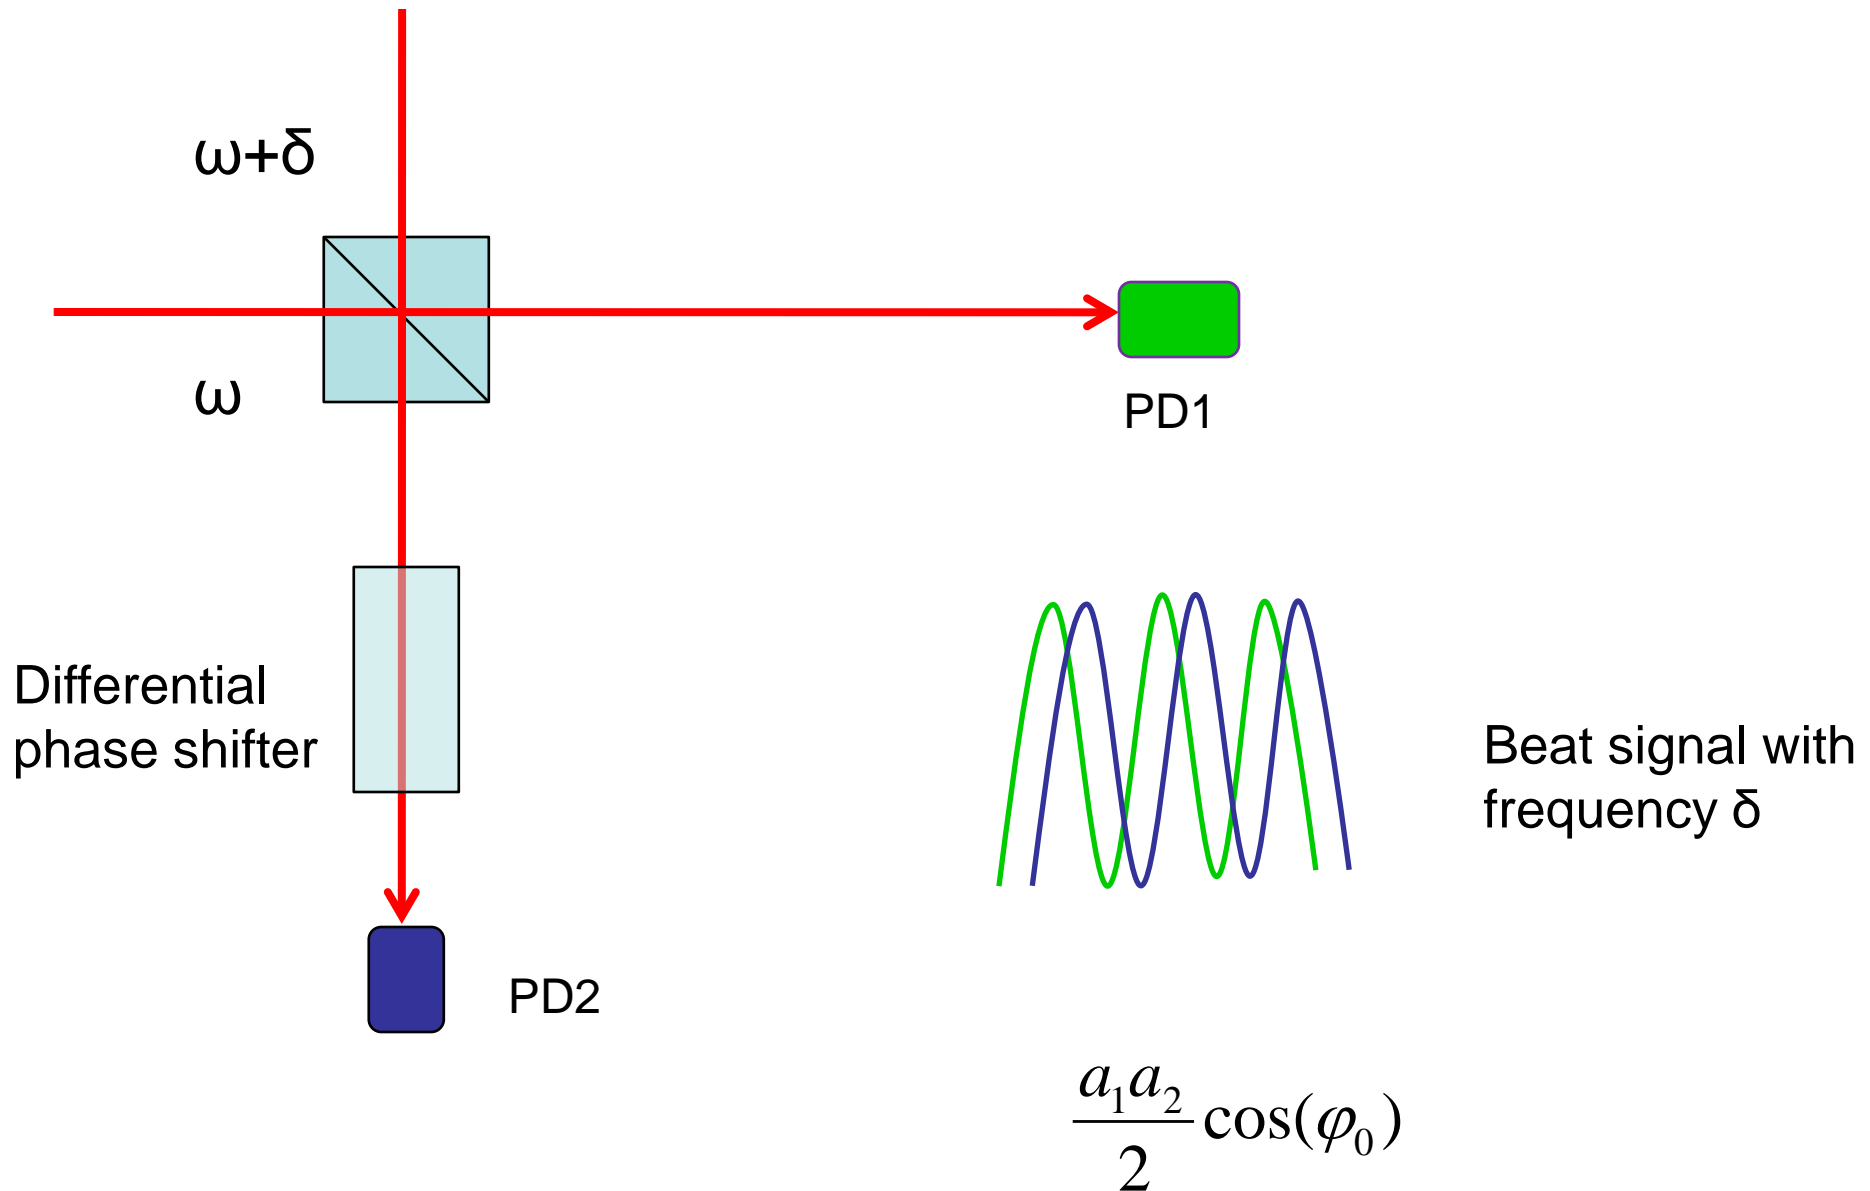 ω+δ
ω
PD1
Differential
phase shifter
Beat signal with
frequency δ
PD2
a₁a₂
2
cos(φ₀)